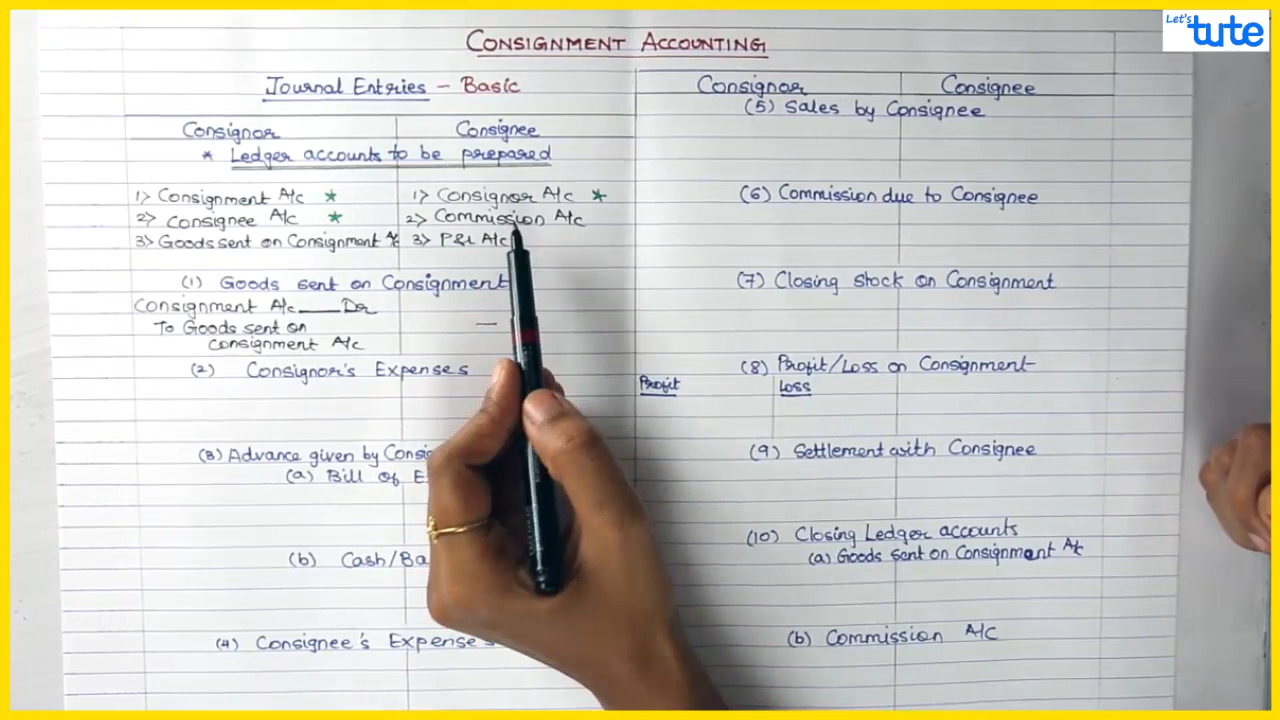 Let's
tute
CONSIGNMENT ACCOUNTING
Journal Entries - Basic
Consignor Consignee
* Ledger accounts to be prepared
1> Consignment A/c * 1> Consignor A/c *
2> Consignee A/c * 2> Commission A/c
3> Goods sent on Consignment A/c 3> P&L A/c
(1) Goods sent on Consignment
Consignment A/c ___ Dr
To Goods sent on —
consignment A/c
(2) Consignor's Expenses
(3) Advance given by
(a) Bill of
(b) Cash/
(4) Consignee's Expenses
Consignor Consignee
(5) Sales by Consignee
(6) Commission due to Consignee
(7) Closing stock on Consignment
(8) Profit/Loss on Consignment
Profit Loss
(9) Settlement with Consignee
(10) Closing Ledger accounts
(a) Goods sent on Consignment A/c
(b) Commission A/C